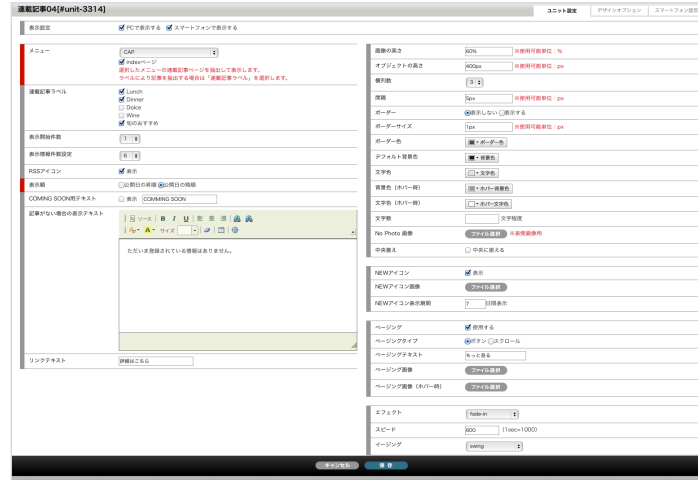 連載記事04[#unit-3314]
ユニット設定 デザインオプション スマートフォン設定
表示設定 PCで表示する スマートフォンで表示する
メニュー CAP
indexページ
選択したメニューの連載記事ページを抽出して表示します。
ラベルにより記事を抽出する場合は「連載記事ラベル」を選択します。
連載記事ラベル Lunch
Dinner
Dolce
Wine
旬のおすすめ
表示開始件数 1
表示情報件数設定 6
RSSアイコン 表示
表示順 公開日の昇順 公開日の降順
COMING SOON用テキスト 表示 COMMING SOON
記事がない場合の表示テキスト
ソース B I U
サイズ
ただいま登録されている情報はありません。
リンクテキスト 詳細はこちら
画像の高さ 60% ※使用可能単位：%
オブジェクトの高さ 400px ※使用可能単位：px
横列数 3
間隔 5px ※使用可能単位：px
ボーダー 表示しない 表示する
ボーダーサイズ 1px ※使用可能単位：px
ボーダー色 ボーダー色
デフォルト背景色 背景色
文字色 文字色
背景色（ホバー時） ホバー背景色
文字色（ホバー時） ホバー文字色
文字数 文字程度
No Photo 画像 ファイル選択 ※表側画像用
中央揃え 中央に揃える
NEWアイコン 表示
NEWアイコン画像 ファイル選択
NEWアイコン表示期間 7 日間表示
ページング 使用する
ページングタイプ ボタン スクロール
ページングテキスト もっと見る
ページング画像 ファイル選択
ページング画像（ホバー時） ファイル選択
エフェクト fade-in
スピード 600 (1sec=1000)
イージング swing
キャンセル 保存